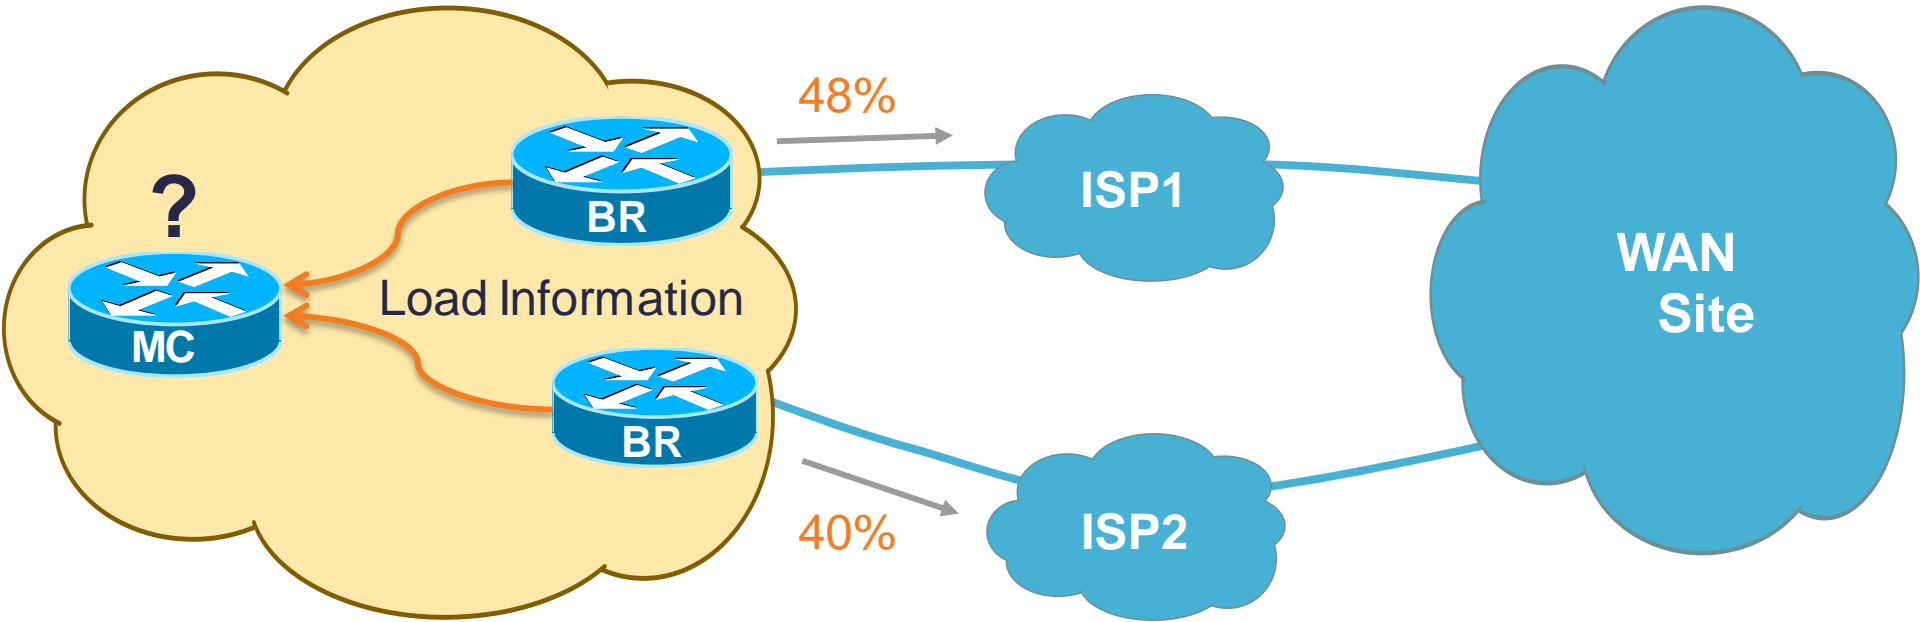 48%
BR
ISP1
?
MC
Load Information
WAN
Site
BR
40%
ISP2